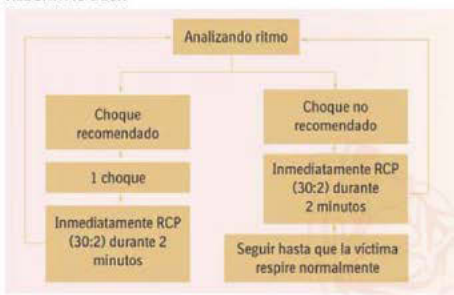 Analizando ritmo
Choque
recomendado
1 choque
Inmediatamente RCP
(30:2) durante 2
minutos
Choque no
recomendado
Inmediatamente RCP
(30:2) durante
2 minutos
Seguir hasta que la víctima
respire normalmente